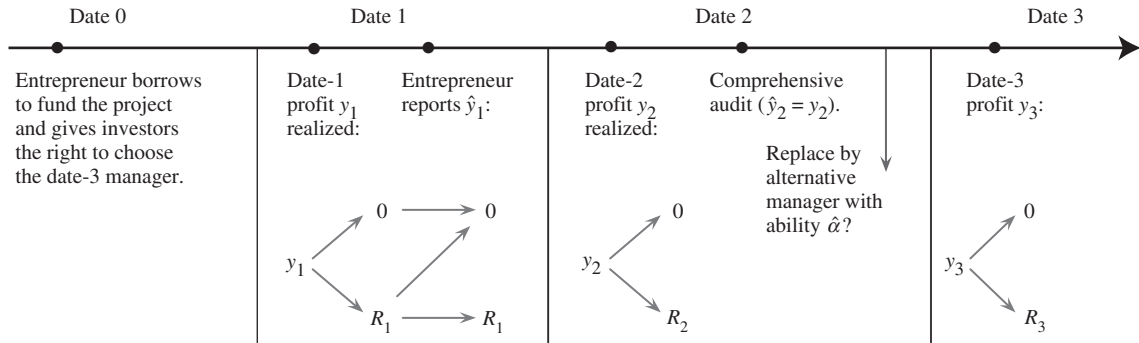 Date 0
Date 1
Date 2
Date 3
Entrepreneur borrows
to fund the project
and gives investors
the right to choose
the date-3 manager.
Date-1
profit y₁
realized:
Entrepreneur
reports ŷ₁:
Date-2
profit y₂
realized:
Comprehensive
audit (ŷ₂ = y₂).
Replace by
alternative
manager with
ability α̂?
Date-3
profit y₃:
0
0
y₁
R₁
R₁
0
y₂
R₂
0
y₃
R₃